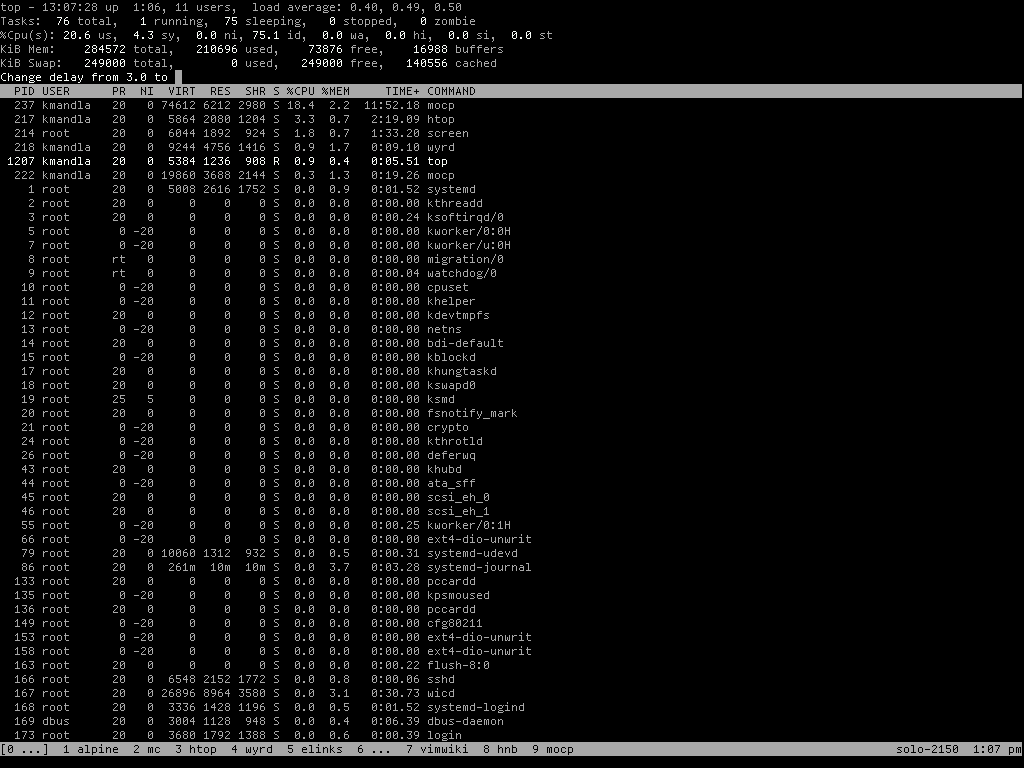 top - 13:07:28 up  1:06, 11 users,  load average: 0.40, 0.49, 0.50
Tasks:  76 total,   1 running,  75 sleeping,   0 stopped,   0 zombie
%Cpu(s): 20.6 us,  4.3 sy,  0.0 ni, 75.1 id,  0.0 wa,  0.0 hi,  0.0 si,  0.0 st
KiB Mem:    284572 total,   210696 used,    73876 free,    16988 buffers
KiB Swap:   249000 total,        0 used,   249000 free,   140556 cached
Change delay from 3.0 to
  PID USER      PR  NI  VIRT  RES  SHR S %CPU %MEM     TIME+ COMMAND
  237 kmandla   20   0 74612 6212 2980 S 18.4  2.2  11:52.18 mocp
  217 kmandla   20   0  5864 2080 1204 S  3.3  0.7   2:19.09 htop
  214 root      20   0  6044 1892  924 S  1.8  0.7   1:33.20 screen
  218 kmandla   20   0  9244 4756 1416 S  0.9  1.7   0:09.10 wyrd
 1207 kmandla   20   0  5384 1236  908 R  0.9  0.4   0:05.51 top
  222 kmandla   20   0 19860 3688 2144 S  0.3  1.3   0:19.26 mocp
    1 root      20   0  5008 2616 1752 S  0.0  0.9   0:01.52 systemd
    2 root      20   0     0    0    0 S  0.0  0.0   0:00.00 kthreadd
    3 root      20   0     0    0    0 S  0.0  0.0   0:00.24 ksoftirqd/0
    5 root       0 -20     0    0    0 S  0.0  0.0   0:00.00 kworker/0:0H
    7 root       0 -20     0    0    0 S  0.0  0.0   0:00.00 kworker/u:0H
    8 root      rt   0     0    0    0 S  0.0  0.0   0:00.00 migration/0
    9 root      rt   0     0    0    0 S  0.0  0.0   0:00.04 watchdog/0
   10 root       0 -20     0    0    0 S  0.0  0.0   0:00.00 cpuset
   11 root       0 -20     0    0    0 S  0.0  0.0   0:00.00 khelper
   12 root      20   0     0    0    0 S  0.0  0.0   0:00.00 kdevtmpfs
   13 root       0 -20     0    0    0 S  0.0  0.0   0:00.00 netns
   14 root      20   0     0    0    0 S  0.0  0.0   0:00.00 bdi-default
   15 root       0 -20     0    0    0 S  0.0  0.0   0:00.00 kblockd
   17 root      20   0     0    0    0 S  0.0  0.0   0:00.00 khungtaskd
   18 root      20   0     0    0    0 S  0.0  0.0   0:00.00 kswapd0
   19 root      25   5     0    0    0 S  0.0  0.0   0:00.00 ksmd
   20 root      20   0     0    0    0 S  0.0  0.0   0:00.00 fsnotify_mark
   21 root       0 -20     0    0    0 S  0.0  0.0   0:00.00 crypto
   24 root       0 -20     0    0    0 S  0.0  0.0   0:00.00 kthrotld
   26 root       0 -20     0    0    0 S  0.0  0.0   0:00.00 deferwq
   43 root      20   0     0    0    0 S  0.0  0.0   0:00.00 khubd
   44 root       0 -20     0    0    0 S  0.0  0.0   0:00.00 ata_sff
   45 root      20   0     0    0    0 S  0.0  0.0   0:00.00 scsi_eh_0
   46 root      20   0     0    0    0 S  0.0  0.0   0:00.00 scsi_eh_1
   55 root       0 -20     0    0    0 S  0.0  0.0   0:00.25 kworker/0:1H
   66 root       0 -20     0    0    0 S  0.0  0.0   0:00.00 ext4-dio-unwrit
   79 root      20   0 10060 1312  932 S  0.0  0.5   0:00.31 systemd-udevd
   86 root      20   0  261m  10m  10m S  0.0  3.7   0:03.28 systemd-journal
  133 root      20   0     0    0    0 S  0.0  0.0   0:00.00 pccardd
  135 root       0 -20     0    0    0 S  0.0  0.0   0:00.00 kpsmoused
  136 root      20   0     0    0    0 S  0.0  0.0   0:00.00 pccardd
  149 root       0 -20     0    0    0 S  0.0  0.0   0:00.00 cfg80211
  153 root       0 -20     0    0    0 S  0.0  0.0   0:00.00 ext4-dio-unwrit
  158 root       0 -20     0    0    0 S  0.0  0.0   0:00.00 ext4-dio-unwrit
  163 root      20   0     0    0    0 S  0.0  0.0   0:00.22 flush-8:0
  166 root      20   0  6548 2152 1772 S  0.0  0.8   0:00.06 sshd
  167 root      20   0 26896 8964 3580 S  0.0  3.1   0:30.73 wicd
  168 root      20   0  3336 1428 1196 S  0.0  0.5   0:01.52 systemd-logind
  169 dbus      20   0  3004 1128  948 S  0.0  0.4   0:06.39 dbus-daemon
  173 root      20   0  3680 1792 1388 S  0.0  0.6   0:00.39 login
[0 ...]  1 alpine  2 mc  3 htop  4 wyrd  5 elinks  6 ...  7 vimwiki  8 hnb  9 mocp  solo-2150  1:07 pm